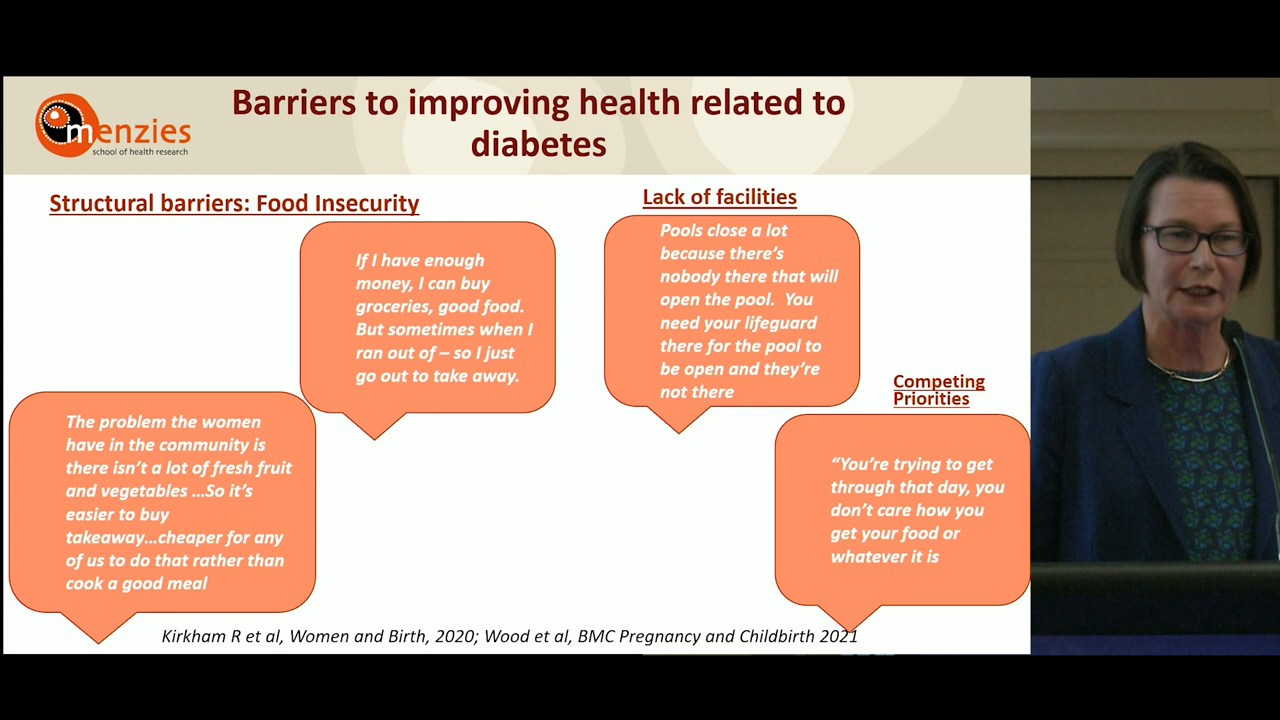 Barriers to improving health related to
diabetes
menzies
school of health research
Structural barriers: Food Insecurity
If I have enough
money, I can buy
groceries, good food.
But sometimes when I
ran out of – so I just
go out to take away.
The problem the women
have in the community is
there isn't a lot of fresh fruit
and vegetables ...So it's
easier to buy
takeaway...cheaper for any
of us to do that rather than
cook a good meal
Lack of facilities
Pools close a lot
because there's
nobody there that will
open the pool.  You
need your lifeguard
there for the pool to
be open and they're
not there
Competing
Priorities
“You're trying to get
through that day, you
don't care how you
get your food or
whatever it is
Kirkham R et al, Women and Birth, 2020; Wood et al, BMC Pregnancy and Childbirth 2021